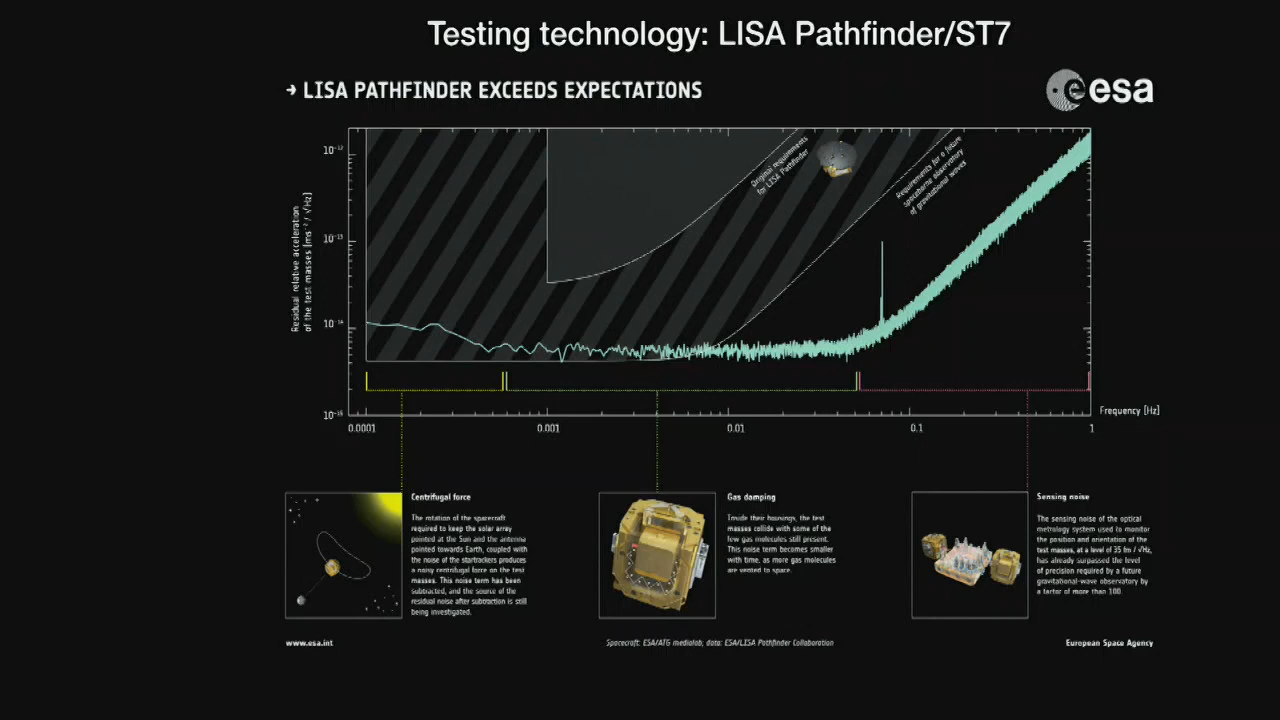 Testing technology: LISA Pathfinder/ST7
→ LISA PATHFINDER EXCEEDS EXPECTATIONS
esa
Residual relative acceleration
of the test masses [ms⁻² / √Hz]
10⁻¹²
10⁻¹³
10⁻¹⁴
10⁻¹⁵
Original requirements
for LISA Pathfinder
Requirements for a future
spaceborne observatory
of gravitational waves
0.0001
0.001
0.01
0.1
1
Frequency [Hz]
Centrifugal force
The rotation of the spacecraft
required to keep the solar array
pointed at the Sun and the antenna
pointed towards Earth, coupled with
the noise of the startrackers produces
a noisy centrifugal force on the test
masses. This noise term has been
subtracted, and the source of the
residual noise after subtraction is still
being investigated.
Gas damping
Inside their housings, the test
masses collide with some of the
few gas molecules still present.
This noise term becomes smaller
with time, as more gas molecules
are vented to space.
Sensing noise
The sensing noise of the optical
metrology system used to monitor
the position and orientation of the
test masses, at a level of 35 fm / √Hz,
has already surpassed the level
of precision required by a future
gravitational-wave observatory by
a factor of more than 100.
www.esa.int
Spacecraft: ESA/ATG medialab; data: ESA/LISA Pathfinder Collaboration
European Space Agency